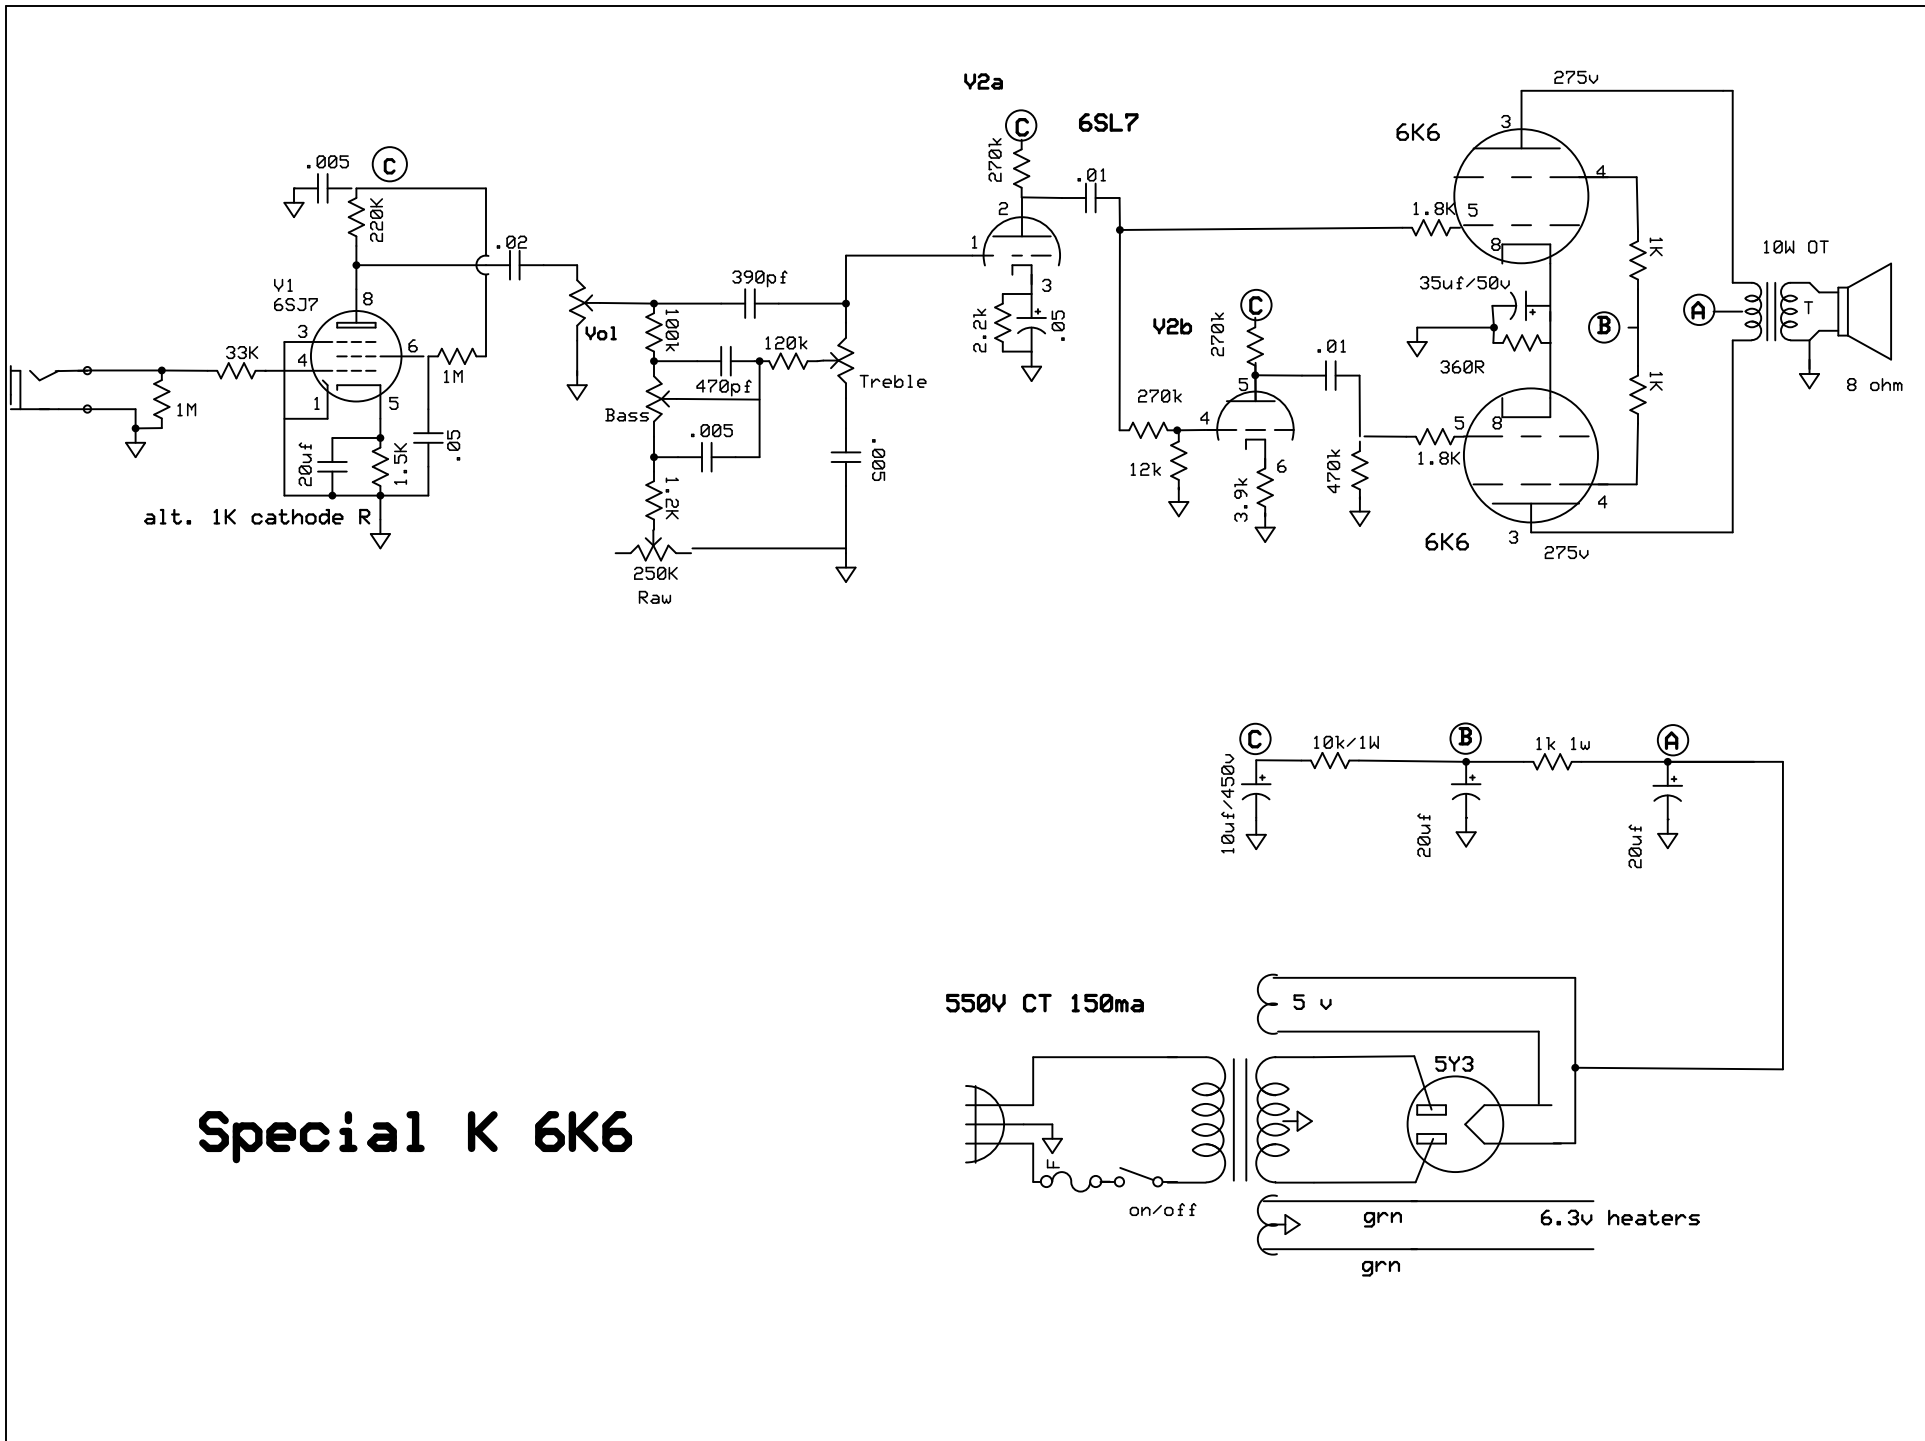 V2a
C
6SL7
270k
.01
2
1
3
2.2k
.05
.005
C
220K
.02
V1
6SJ7
8
3
4
6
33K
1M
1M
1
5
20uf
1.5K
.05
alt. 1K cathode R
Vol
390pf
100k
120k
470pf
Treble
Bass
.005
.005
1.2K
250K
Raw
V2b
C
270k
.01
270k
5
4
12k
6
3.9k
470k
275v
6K6
3
4
1.8K
5
8
1K
35uf/50v
+
360R
B
1K
5
8
1.8K
4
6K6
3
275v
10W OT
A
T
8 ohm
C
10k/1W
B
1k 1w
A
+
+
+
10uf/450v
20uf
20uf
550V CT 150ma
5 v
5Y3
F
on/off
grn
6.3v heaters
grn
Special K 6K6